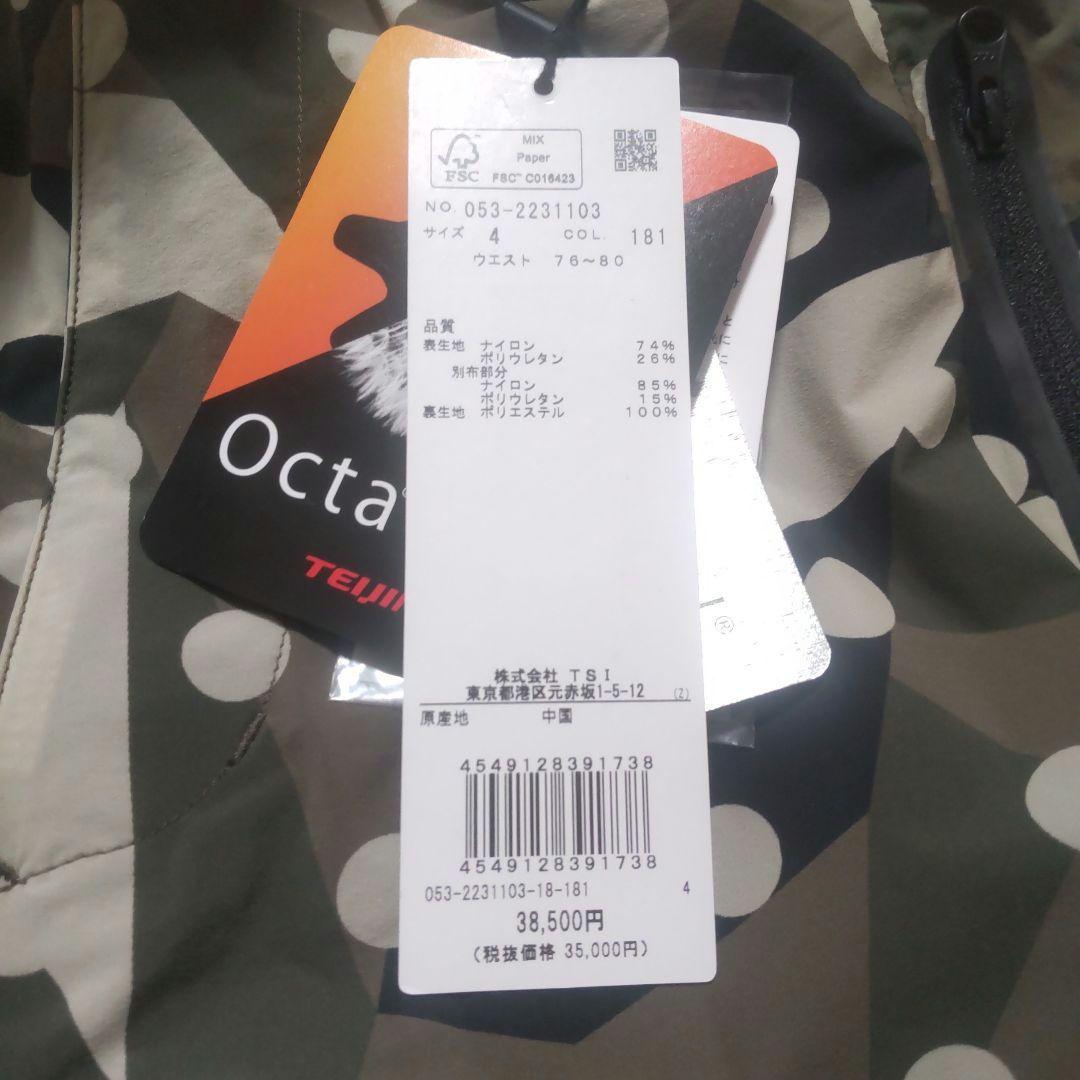 MIX
Paper
FSC™ C016423
FSC
NO. 053-2231103
サイズ 4 COL. 181
ウエスト 76〜80
品質
表生地 ナイロン 74%
ポリウレタン 26%
別布部分
ナイロン 85%
ポリウレタン 15%
裏生地 ポリエステル 100%
Octa
TEIJIN
株式会社 TSI
東京都港区元赤坂1-5-12 (Z)
原産地 中国
4549128391738
4549128391738
053-2231103-18-181 4
38,500円
(税抜価格 35,000円)